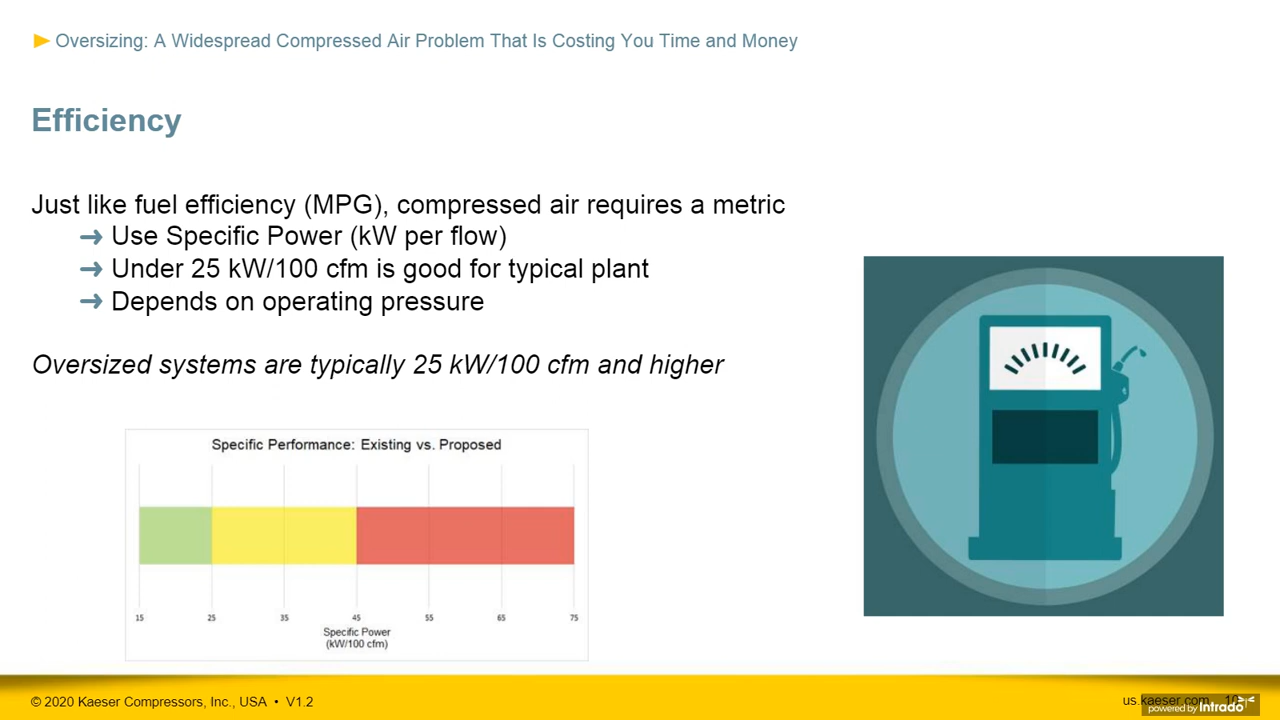 Oversizing: A Widespread Compressed Air Problem That Is Costing You Time and Money
Efficiency
Just like fuel efficiency (MPG), compressed air requires a metric
➜ Use Specific Power (kW per flow)
➜ Under 25 kW/100 cfm is good for typical plant
➜ Depends on operating pressure
Oversized systems are typically 25 kW/100 cfm and higher
Specific Performance: Existing vs. Proposed
15 25 35 45 55 65 75
Specific Power
(kW/100 cfm)
© 2020 Kaeser Compressors, Inc., USA • V1.2
us.kaeser.com
powered by intrado